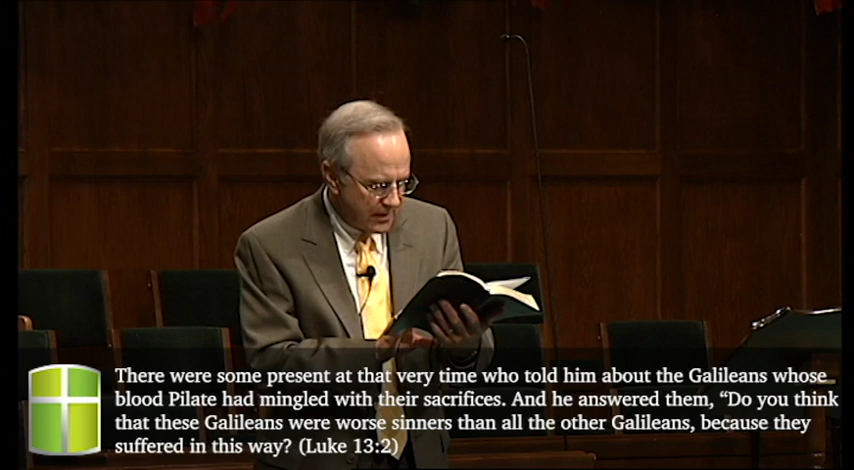 There were some present at that very time who told him about the Galileans whose
blood Pilate had mingled with their sacrifices. And he answered them, “Do you think
that these Galileans were worse sinners than all the other Galileans, because they
suffered in this way? (Luke 13:2)